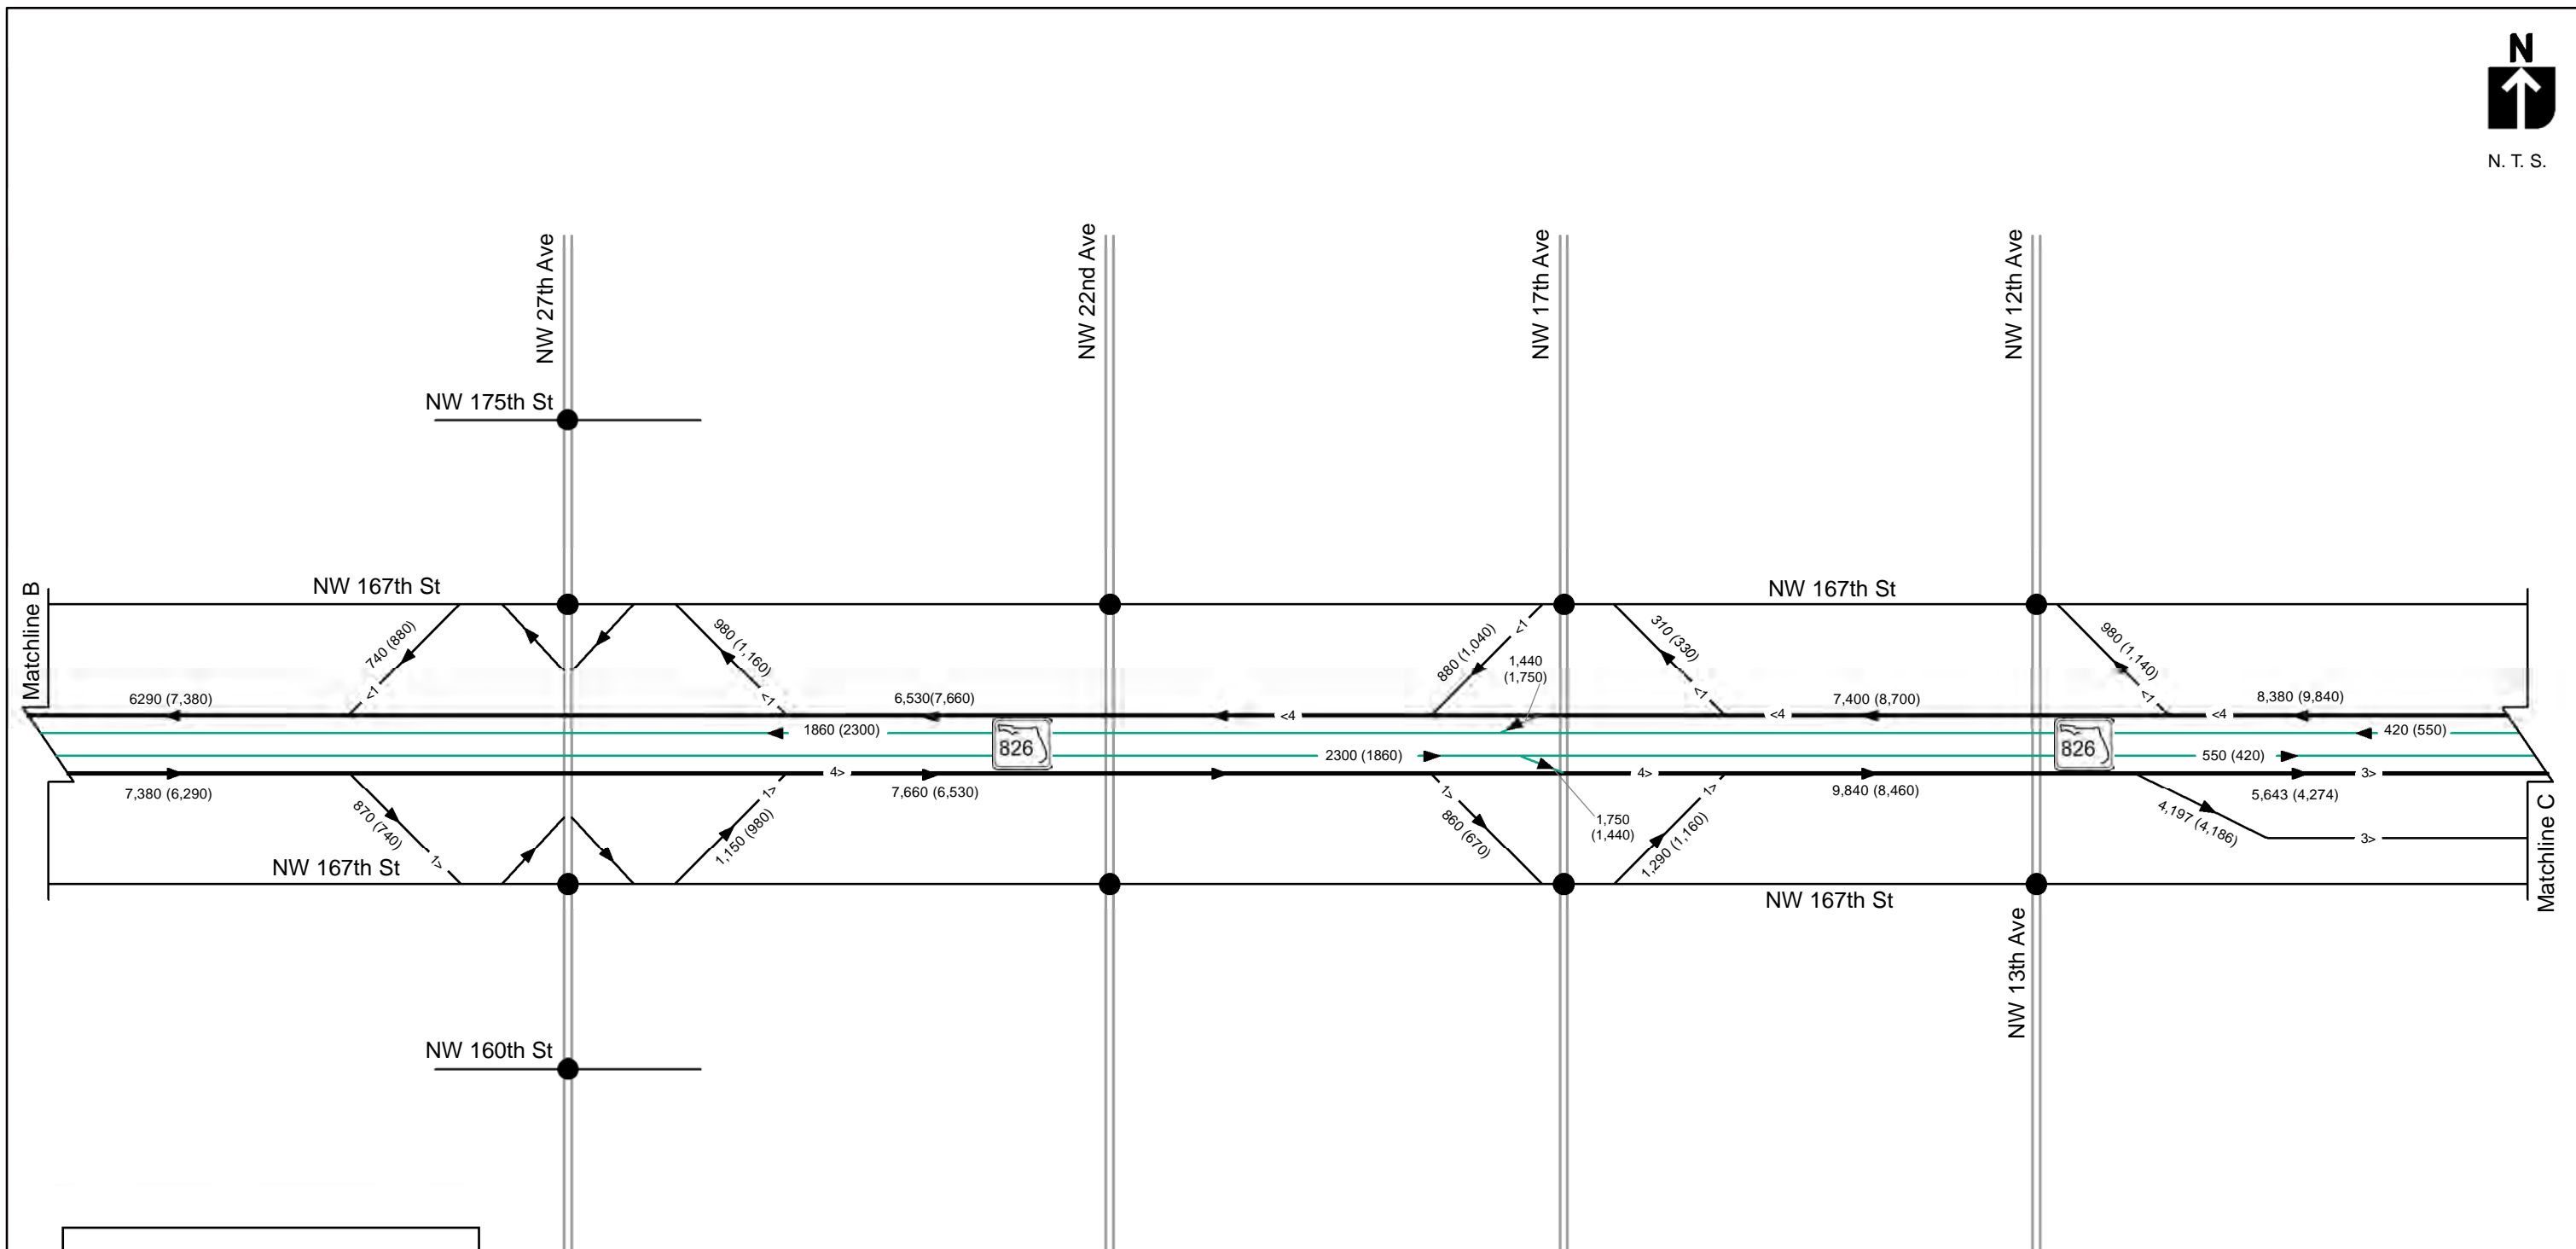 N
N. T. S.
NW 27th Ave
NW 22nd Ave
NW 17th Ave
NW 12th Ave
NW 175th St
NW 167th St
NW 167th St
Matchline B
740 (880)
<1
980 (1,160)
<1
880 (1,040)
<1
1,440
(1,750)
310 (330)
<1
980 (1,140)
<1
6290 (7,380)
6,530(7,660)
<4
<4
7,400 (8,700)
<4
8,380 (9,840)
1860 (2300)
826
826
420 (550)
2300 (1860)
550 (420)
4>
4>
3>
7,380 (6,290)
7,660 (6,530)
9,840 (8,460)
5,643 (4,274)
870 (740)
1>
1,150 (980)
1>
860 (670)
1>
1,750
(1,440)
1,290 (1,160)
1>
4,197 (4,186)
3>
Matchline C
NW 167th St
NW 167th St
NW 13th Ave
NW 160th St